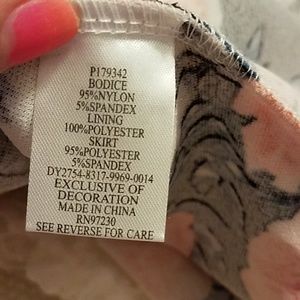 P179342
BODICE
95%NYLON
5%SPANDEX
LINING
100%POLYESTER
SKIRT
95%POLYESTER
5%SPANDEX
DY2754-8317-9969-0014
EXCLUSIVE OF
DECORATION
MADE IN CHINA
RN97230
SEE REVERSE FOR CARE